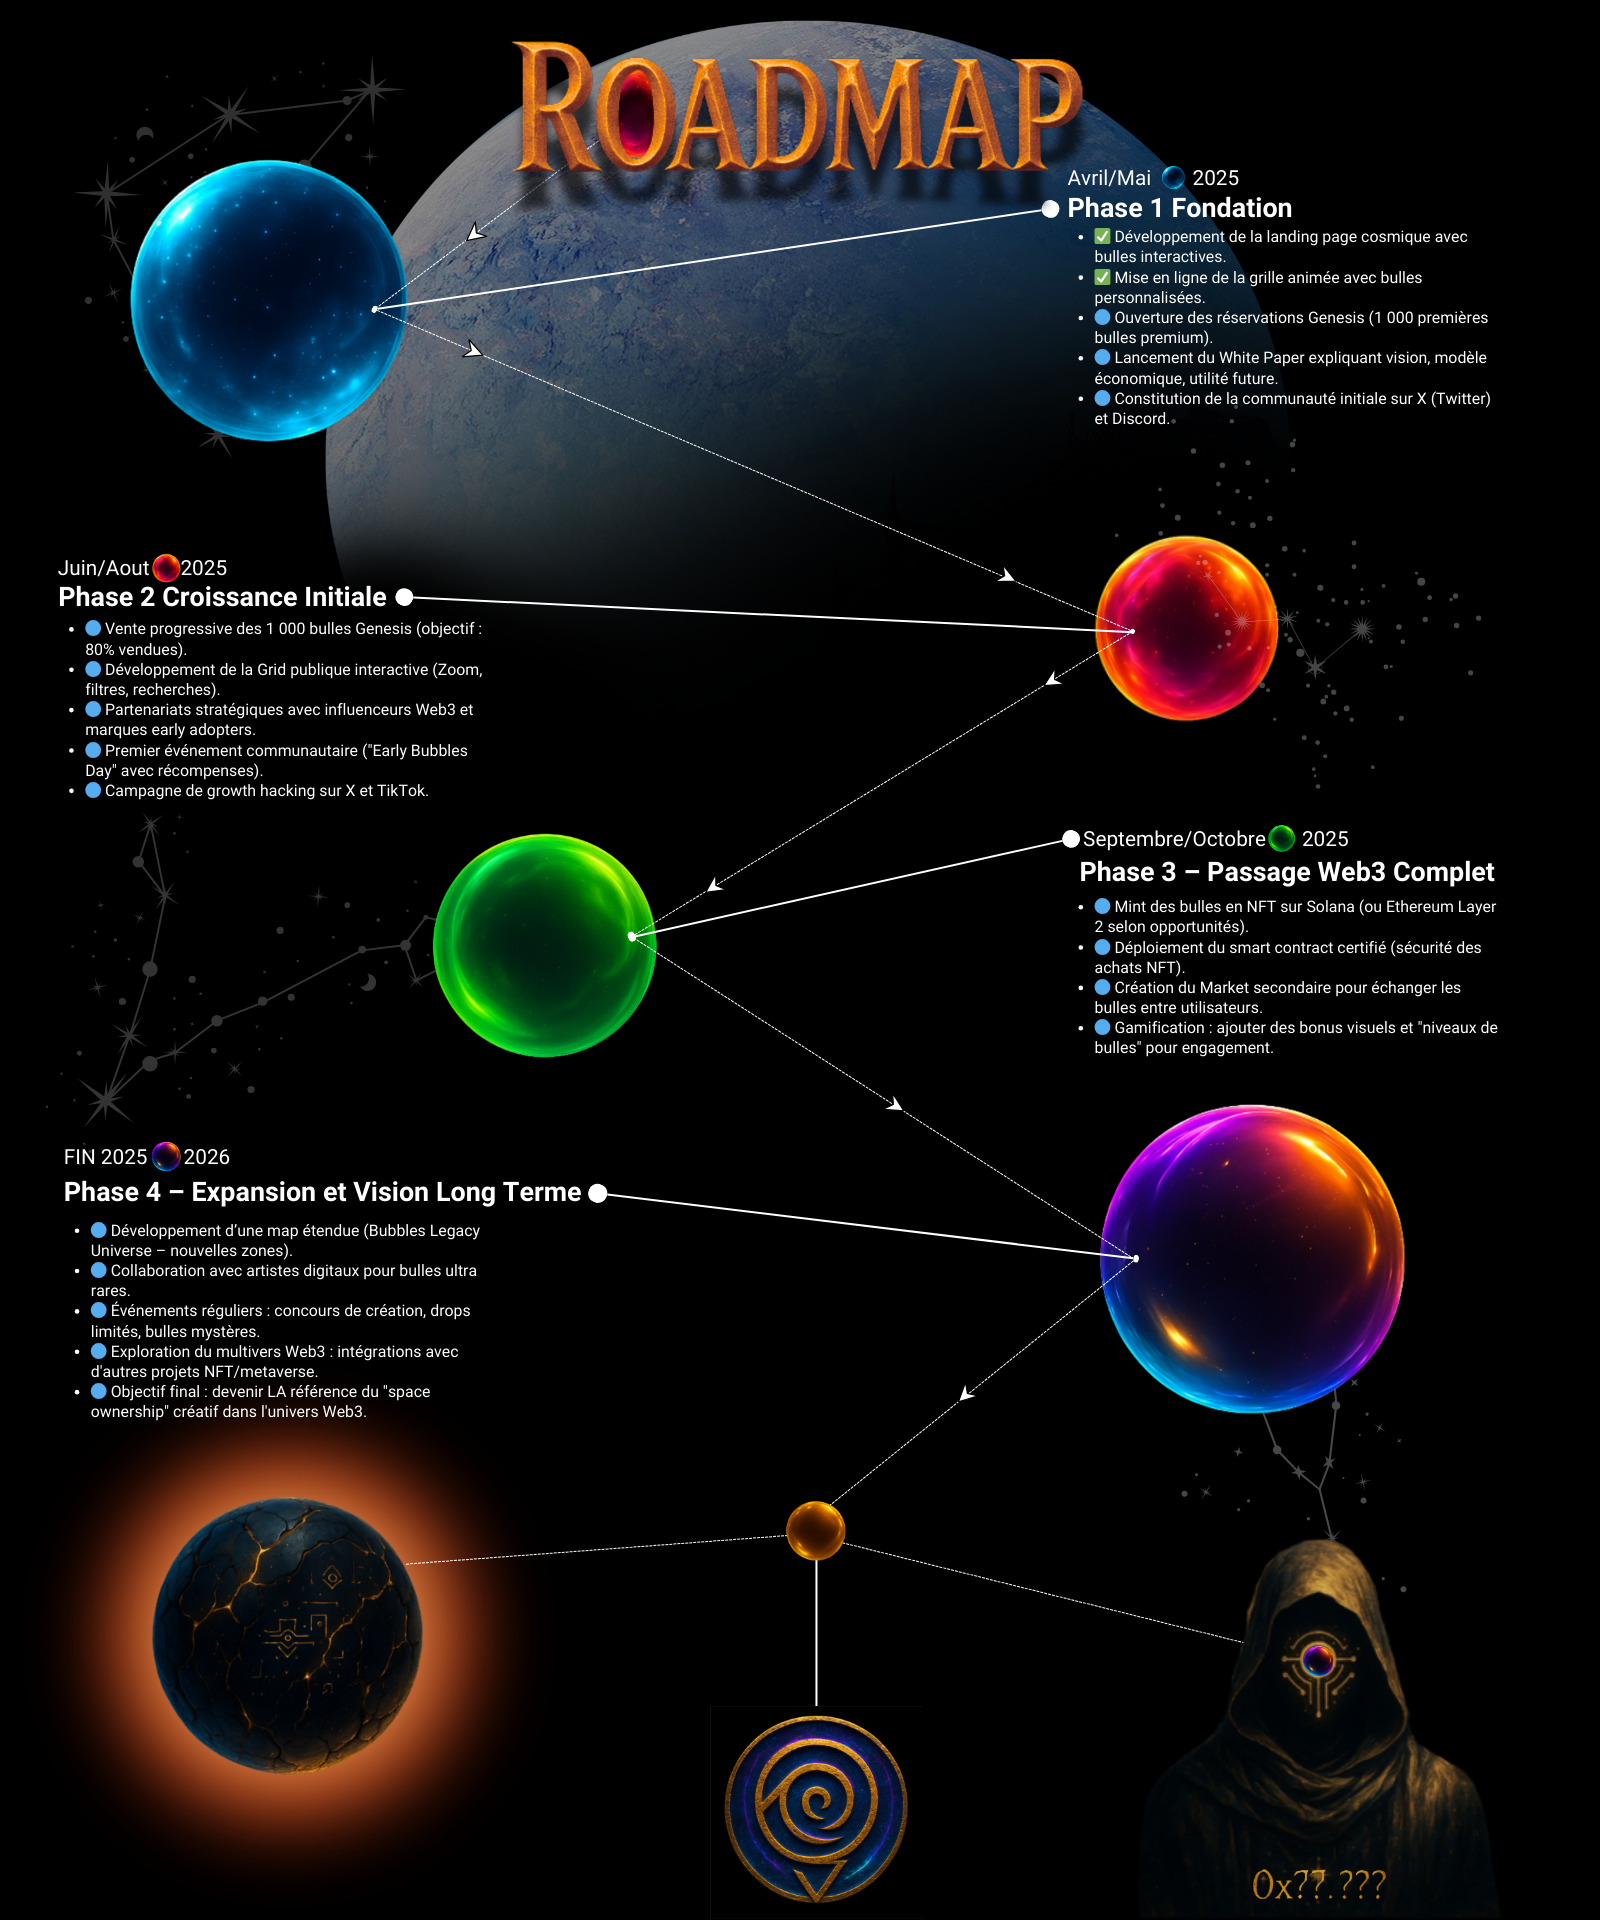 ROADMAP
Avril/Mai 2025
Phase 1 Fondation
• ✅ Développement de la landing page cosmique avec
bulles interactives.
• ✅ Mise en ligne de la grille animée avec bulles
personnalisées.
• 🔵 Ouverture des réservations Genesis (1 000 premières
bulles premium).
• 🔵 Lancement du White Paper expliquant vision, modèle
économique, utilité future.
• 🔵 Constitution de la communauté initiale sur X (Twitter)
et Discord.
Juin/Aout 2025
Phase 2 Croissance Initiale
• 🔵 Vente progressive des 1 000 bulles Genesis (objectif :
80% vendues).
• 🔵 Développement de la Grid publique interactive (Zoom,
filtres, recherches).
• 🔵 Partenariats stratégiques avec influenceurs Web3 et
marques early adopters.
• 🔵 Premier événement communautaire ("Early Bubbles
Day" avec récompenses).
• 🔵 Campagne de growth hacking sur X et TikTok.
Septembre/Octobre 2025
Phase 3 – Passage Web3 Complet
• 🔵 Mint des bulles en NFT sur Solana (ou Ethereum Layer
2 selon opportunités).
• 🔵 Déploiement du smart contract certifié (sécurité des
achats NFT).
• 🔵 Création du Market secondaire pour échanger les
bulles entre utilisateurs.
• 🔵 Gamification : ajouter des bonus visuels et "niveaux de
bulles" pour engagement.
FIN 2025 2026
Phase 4 – Expansion et Vision Long Terme
• 🔵 Développement d’une map étendue (Bubbles Legacy
Universe – nouvelles zones).
• 🔵 Collaboration avec artistes digitaux pour bulles ultra
rares.
• 🔵 Événements réguliers : concours de création, drops
limités, bulles mystères.
• 🔵 Exploration du multivers Web3 : intégrations avec
d'autres projets NFT/metaverse.
• 🔵 Objectif final : devenir LA référence du "space
ownership" créatif dans l'univers Web3.
0x??.???